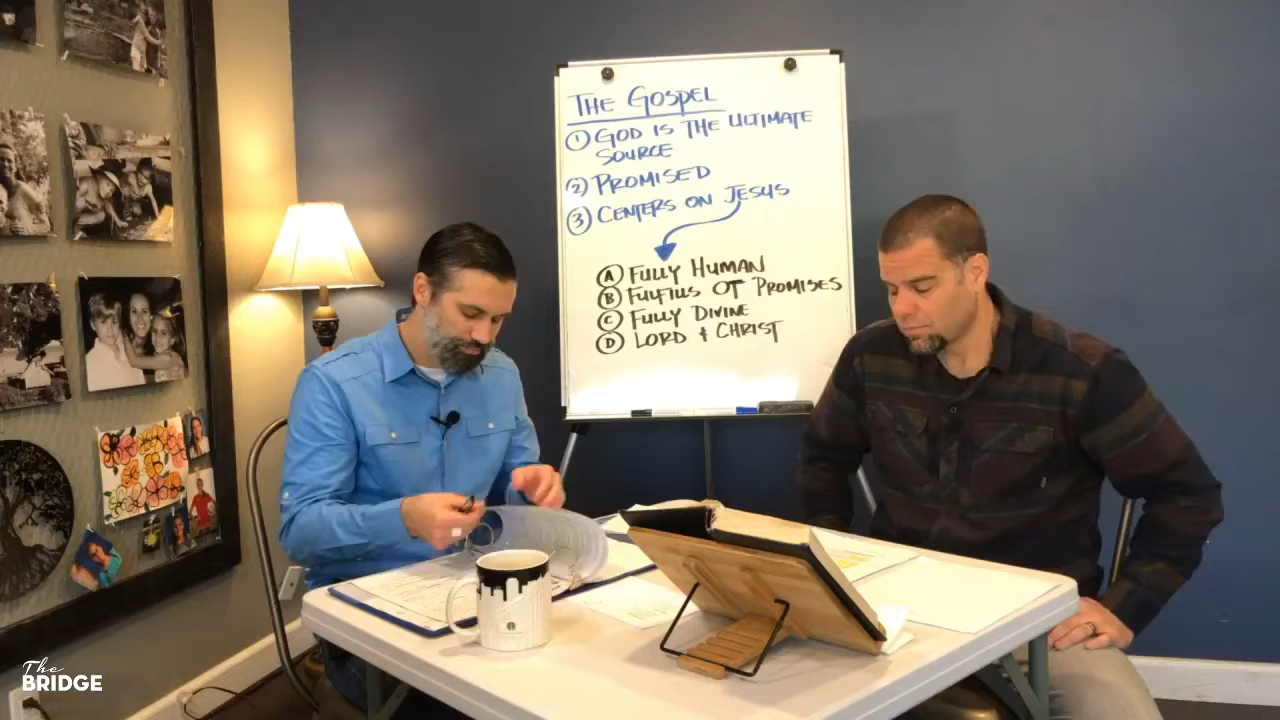 THE GOSPEL
① GOD IS THE ULTIMATE
SOURCE
② PROMISED
③ CENTERS ON JESUS
Ⓐ FULLY HUMAN
Ⓑ FULFILLS OT PROMISES
Ⓒ FULLY DIVINE
Ⓓ LORD & CHRIST
The
BRIDGE